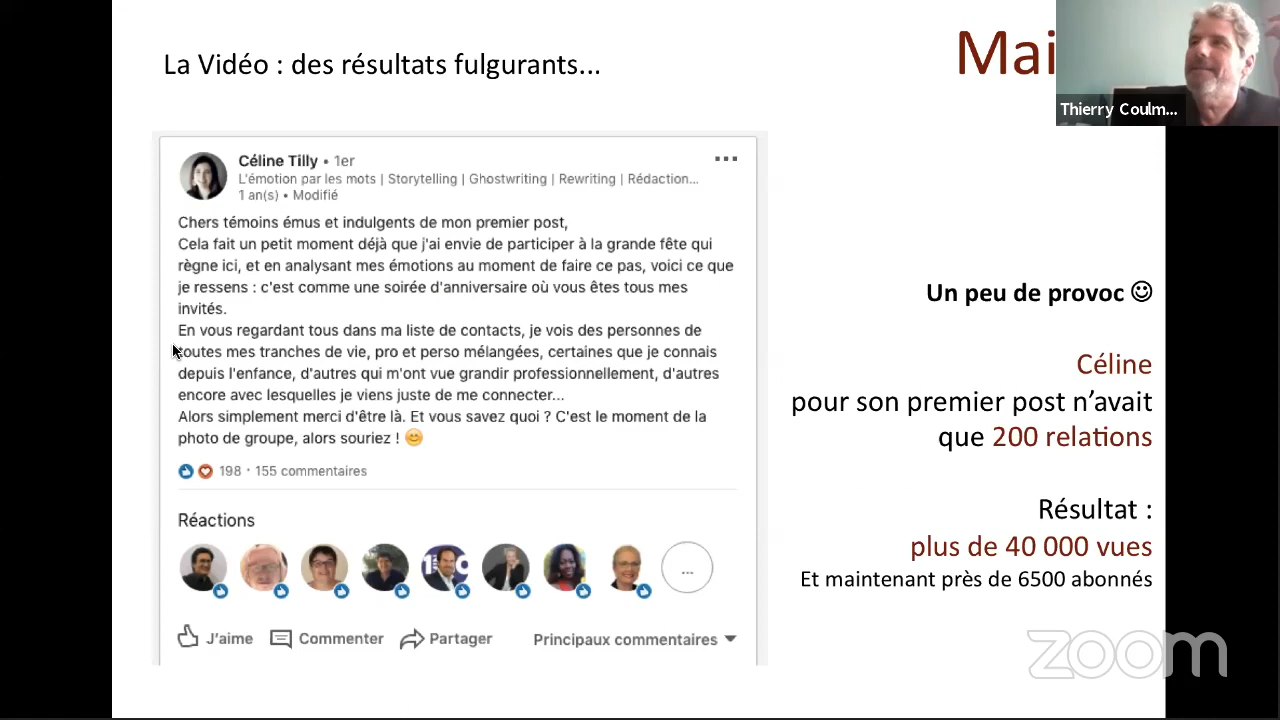 La Vidéo : des résultats fulgurants...
Thierry Coulm...
Céline Tilly • 1er
L'émotion par les mots | Storytelling | Ghostwriting | Rewriting | Rédaction...
1 an(s) • Modifié
Chers témoins émus et indulgents de mon premier post,
Cela fait un petit moment déjà que j'ai envie de participer à la grande fête qui
règne ici, et en analysant mes émotions au moment de faire ce pas, voici ce que
je ressens : c'est comme une soirée d'anniversaire où vous êtes tous mes
invités.
En vous regardant tous dans ma liste de contacts, je vois des personnes de
toutes mes tranches de vie, pro et perso mélangées, certaines que je connais
depuis l'enfance, d'autres qui m'ont vue grandir professionnellement, d'autres
encore avec lesquelles je viens juste de me connecter...
Alors simplement merci d'être là. Et vous savez quoi ? C'est le moment de la
photo de groupe, alors souriez ! 😊
198 · 155 commentaires
Réactions
...
J'aime
Commenter
Partager
Principaux commentaires
Un peu de provoc ☺
Céline
pour son premier post n'avait
que 200 relations
Résultat :
plus de 40 000 vues
Et maintenant près de 6500 abonnés
zoom